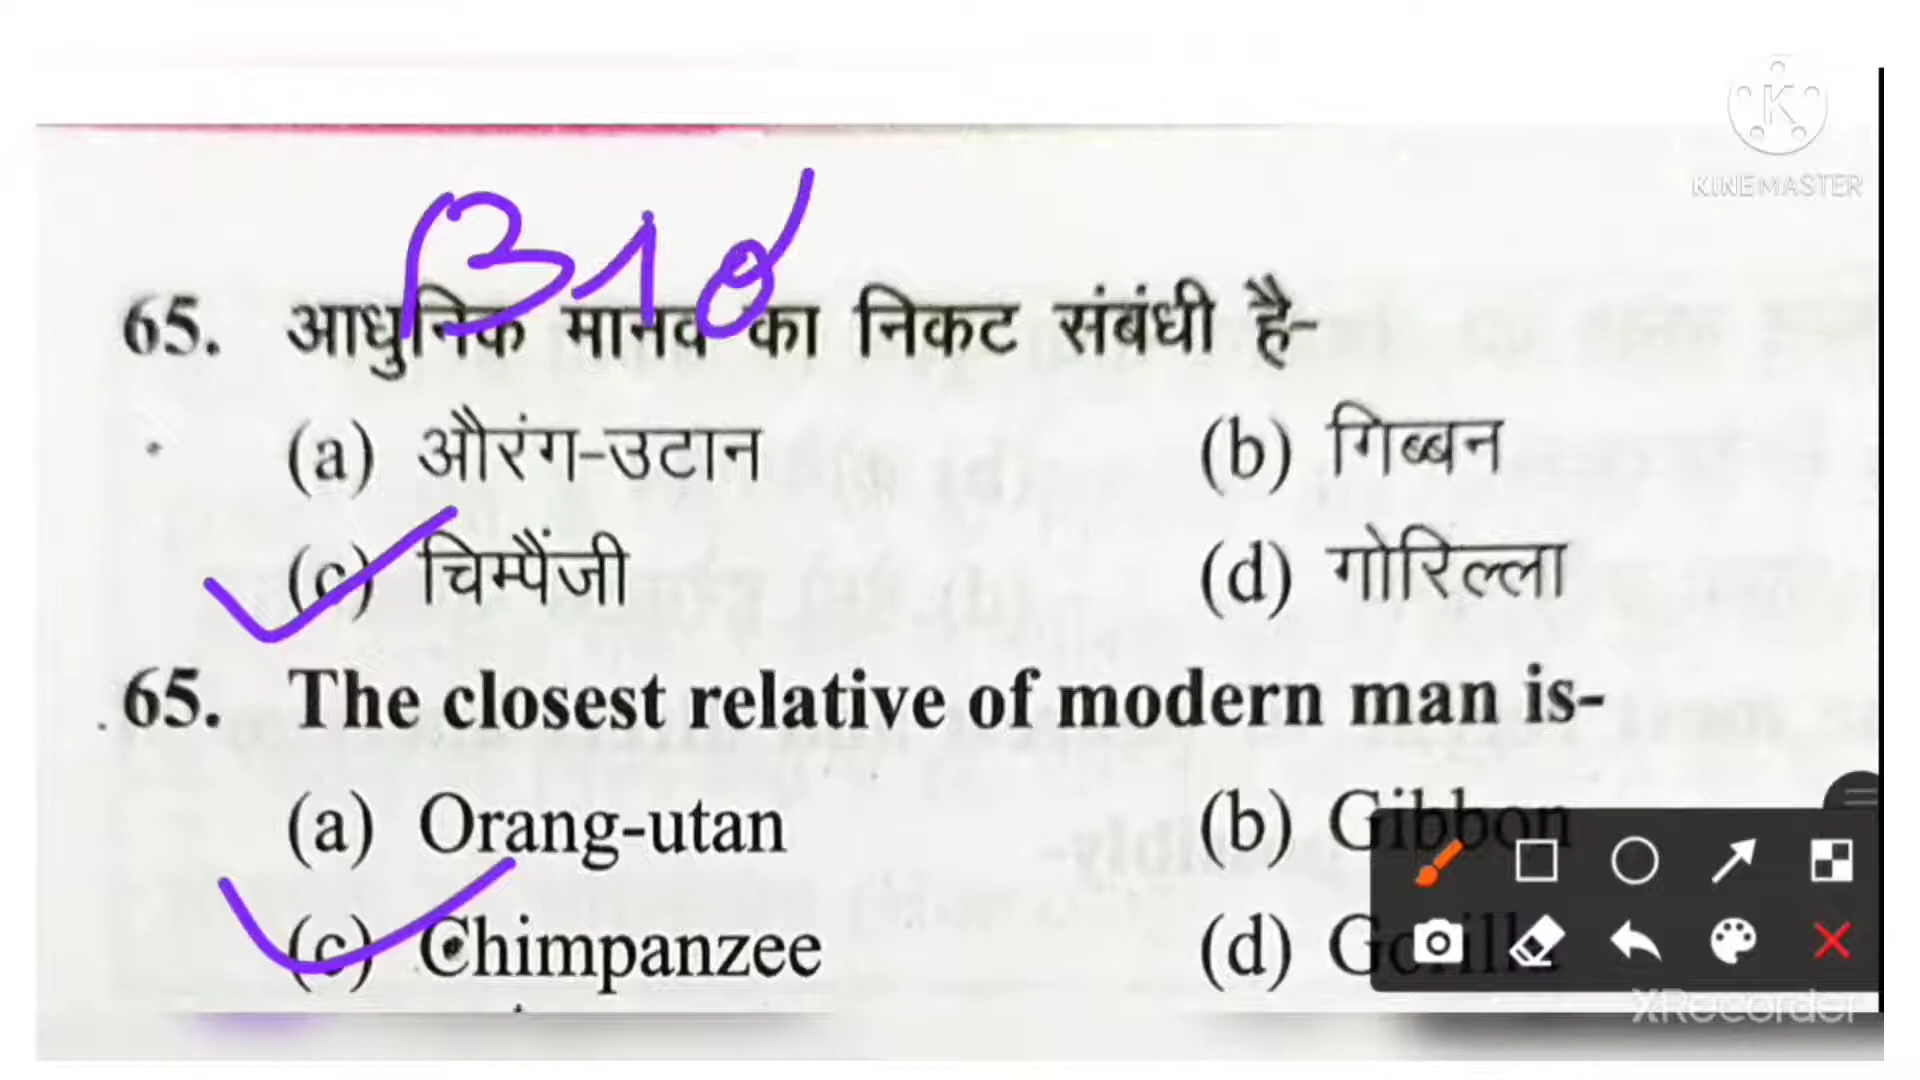 KINEMASTER
Bio
65. आधुनिक मानव का निकट संबंधी है-
(a) औरंग-उटान (b) गिब्बन
(c) चिम्पैंजी (d) गोरिल्ला
65. The closest relative of modern man is-
(a) Orang-utan (b) Gibbon
(c) Chimpanzee (d) Gorilla
XRecorder